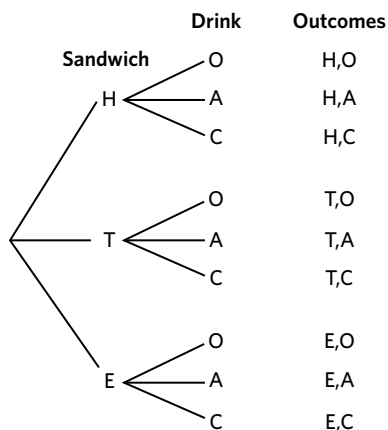 Drink Outcomes
Sandwich O H,O
H A H,A
C H,C
O T,O
T A T,A
C T,C
O E,O
E A E,A
C E,C